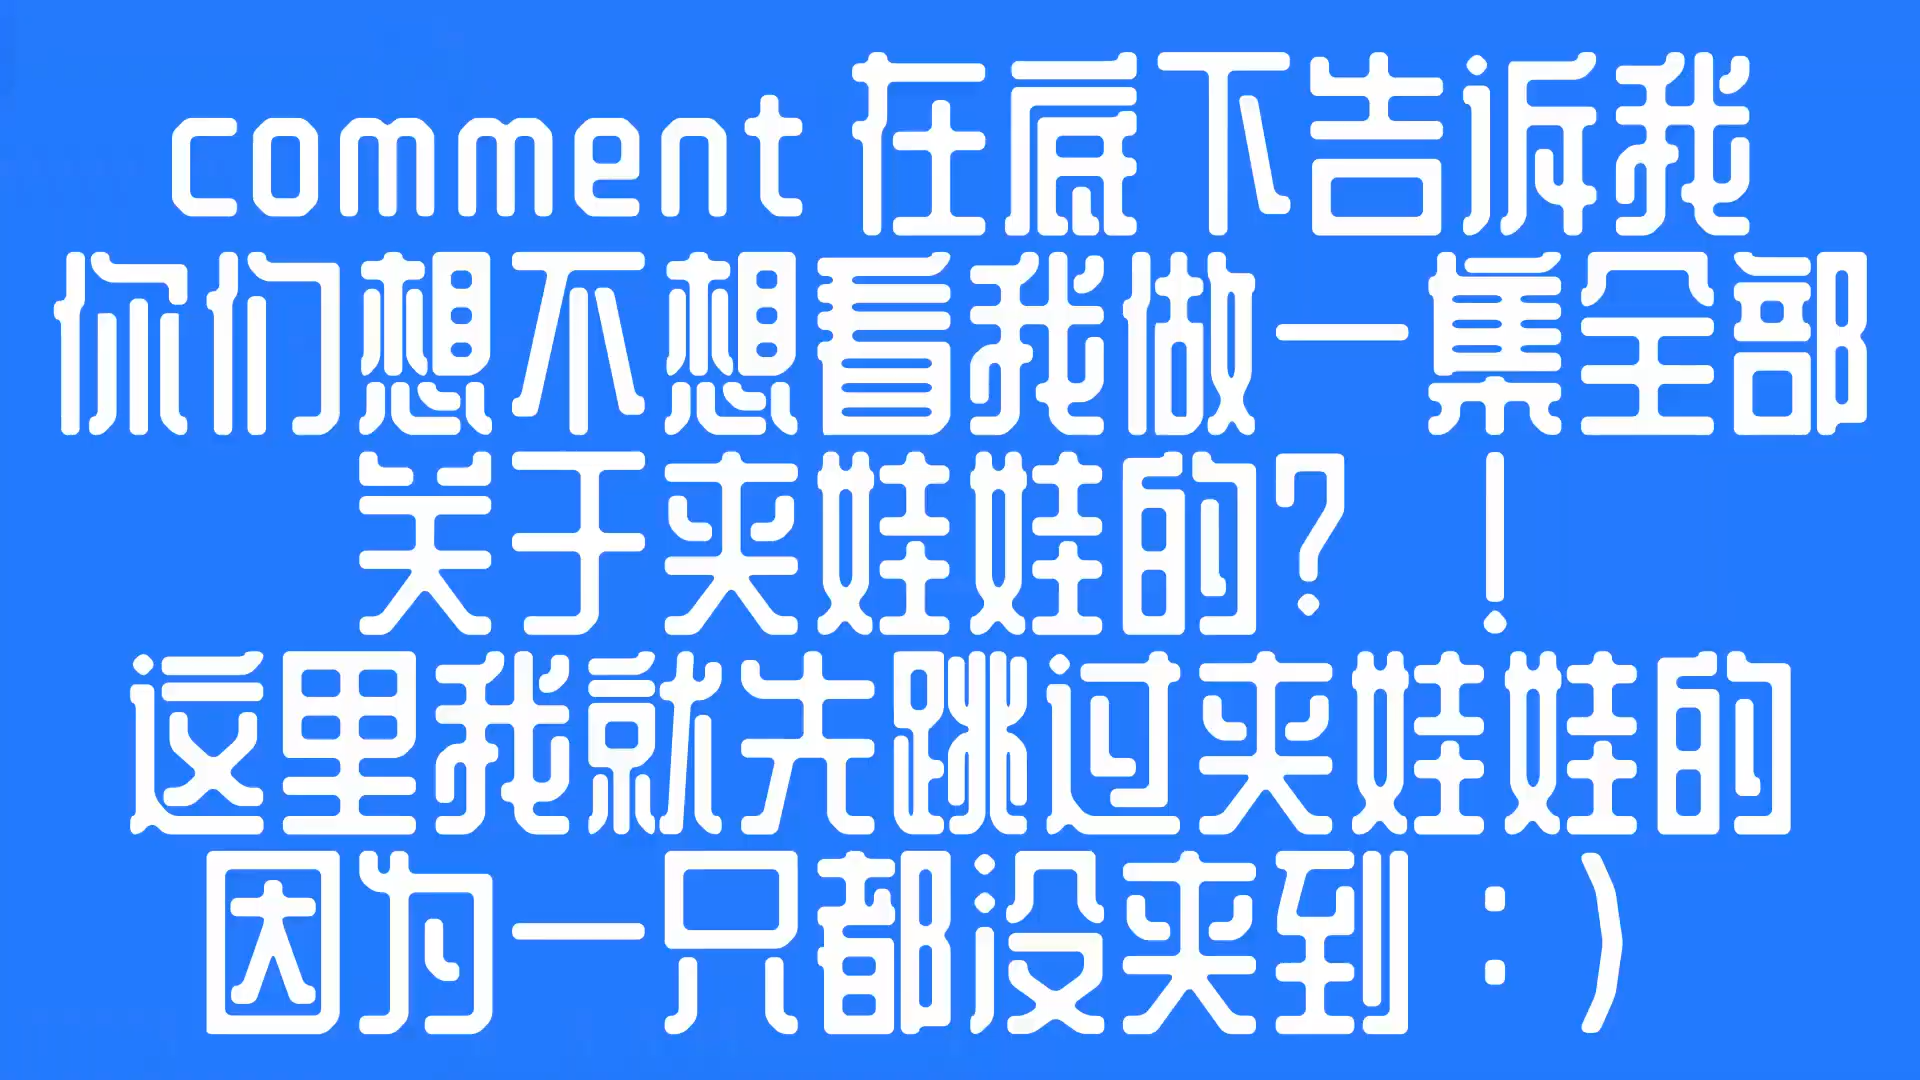 comment 在底下告诉我
你们想不想看我做一集全部
关于夹娃娃的？！
这里我就先跳过夹娃娃的
因为一只都没夹到：）